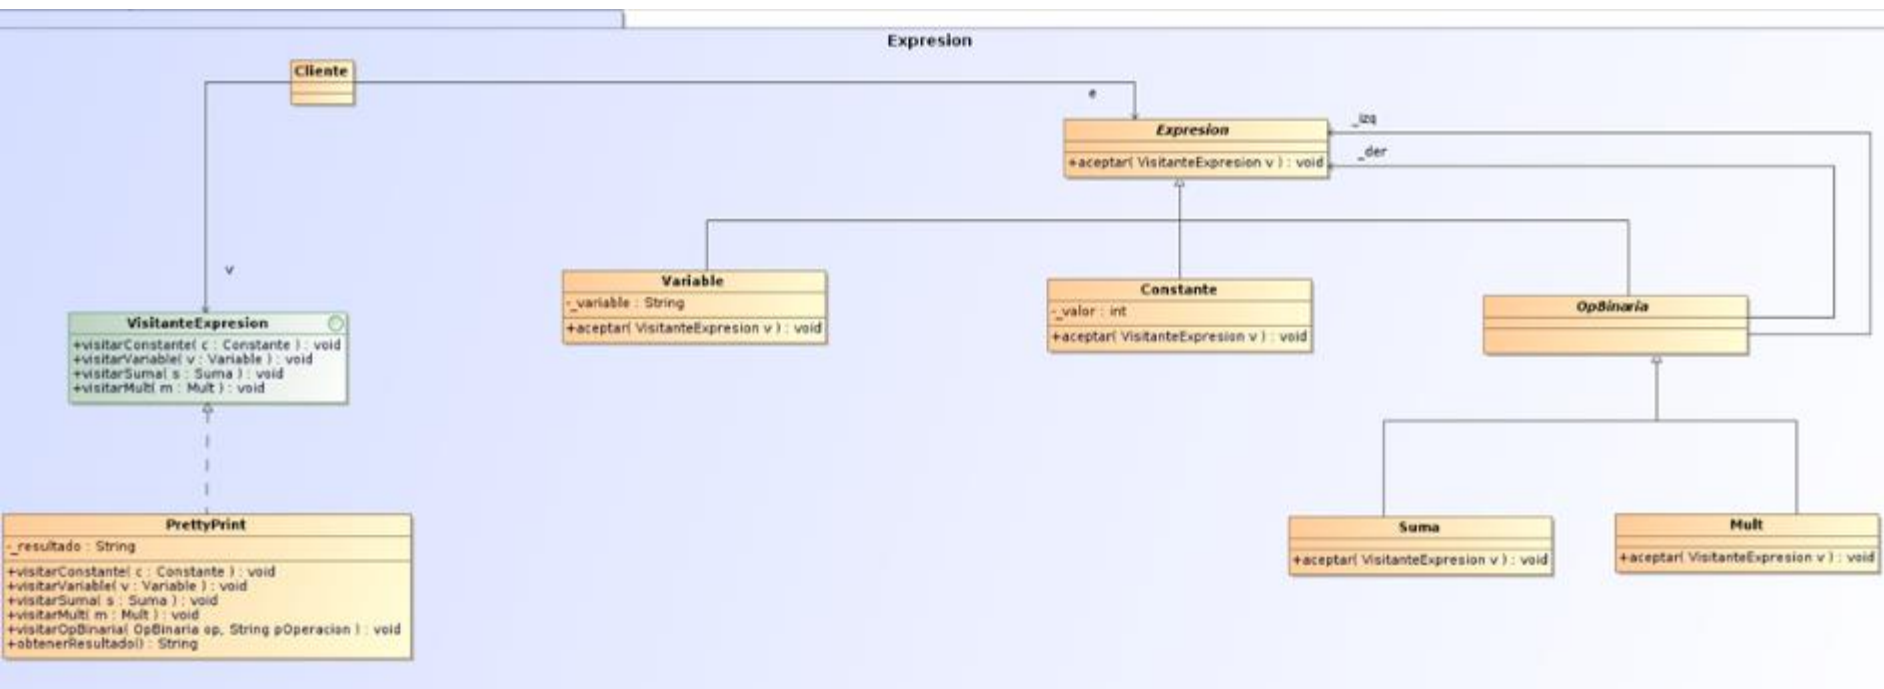 Expresion
Cliente
e
_izq
Expresion
_der
+aceptar( VisitanteExpresion v ) : void
v
Variable
-_variable : String
+aceptar( VisitanteExpresion v ) : void
Constante
-_valor : int
+aceptar( VisitanteExpresion v ) : void
OpBinaria
VisitanteExpresion
+visitarConstante( c : Constante ) : void
+visitarVariable( v : Variable ) : void
+visitarSuma( s : Suma ) : void
+visitarMult( m : Mult ) : void
PrettyPrint
-_resultado : String
+visitarConstante( c : Constante ) : void
+visitarVariable( v : Variable ) : void
+visitarSuma( s : Suma ) : void
+visitarMult( m : Mult ) : void
+visitarOpBinaria( OpBinaria op, String pOperacion ) : void
+obtenerResultado() : String
Suma
+aceptar( VisitanteExpresion v ) : void
Mult
+aceptar( VisitanteExpresion v ) : void